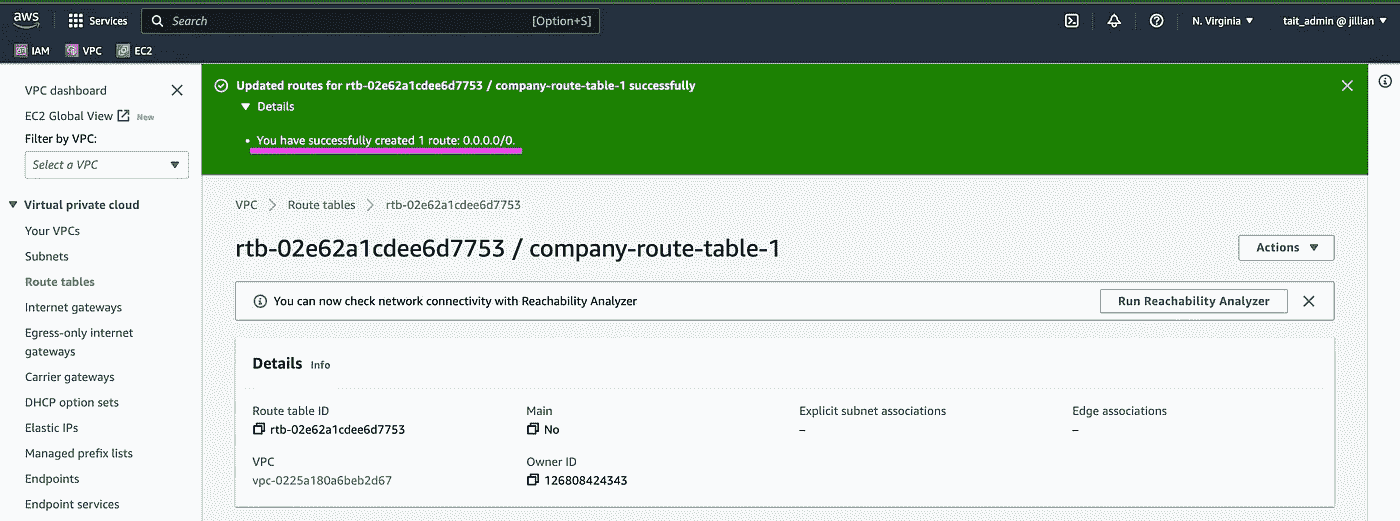 aws
Services
Search [Option+S]
N. Virginia
tait_admin @ jillian
IAM VPC EC2
VPC dashboard
EC2 Global View New
Filter by VPC:
Select a VPC
Virtual private cloud
Your VPCs
Subnets
Route tables
Internet gateways
Egress-only internet
gateways
Carrier gateways
DHCP option sets
Elastic IPs
Managed prefix lists
Endpoints
Endpoint services
Updated routes for rtb-02e62a1cdee6d7753 / company-route-table-1 successfully
Details
• You have successfully created 1 route: 0.0.0.0/0.
VPC > Route tables > rtb-02e62a1cdee6d7753
rtb-02e62a1cdee6d7753 / company-route-table-1
Actions
You can now check network connectivity with Reachability Analyzer
Run Reachability Analyzer
Details Info
Route table ID
rtb-02e62a1cdee6d7753
Main
No
Explicit subnet associations
–
Edge associations
–
VPC
vpc-0225a180a6beb2d67
Owner ID
126808424343